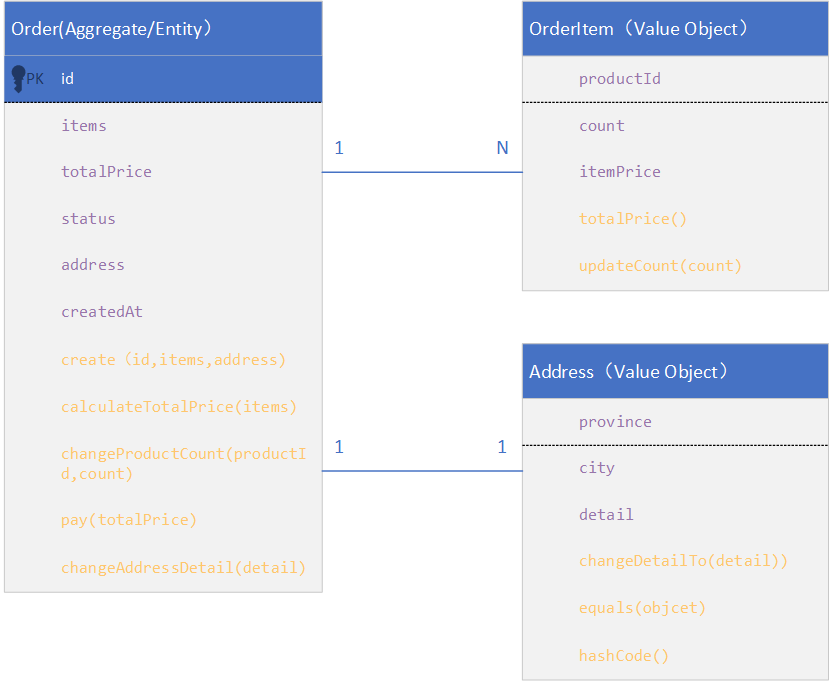 Order(Aggregate/Entity）
PK id
items
totalPrice
status
address
createdAt
create（id,items,address)
calculateTotalPrice(items)
changeProductCount(productI
d,count)
pay(totalPrice)
changeAddressDetail(detail)
1 N
1 1
OrderItem（Value Object）
productId
count
itemPrice
totalPrice()
updateCount(count)
Address（Value Object）
province
city
detail
changeDetailTo(detail))
equals(objcet)
hashCode()